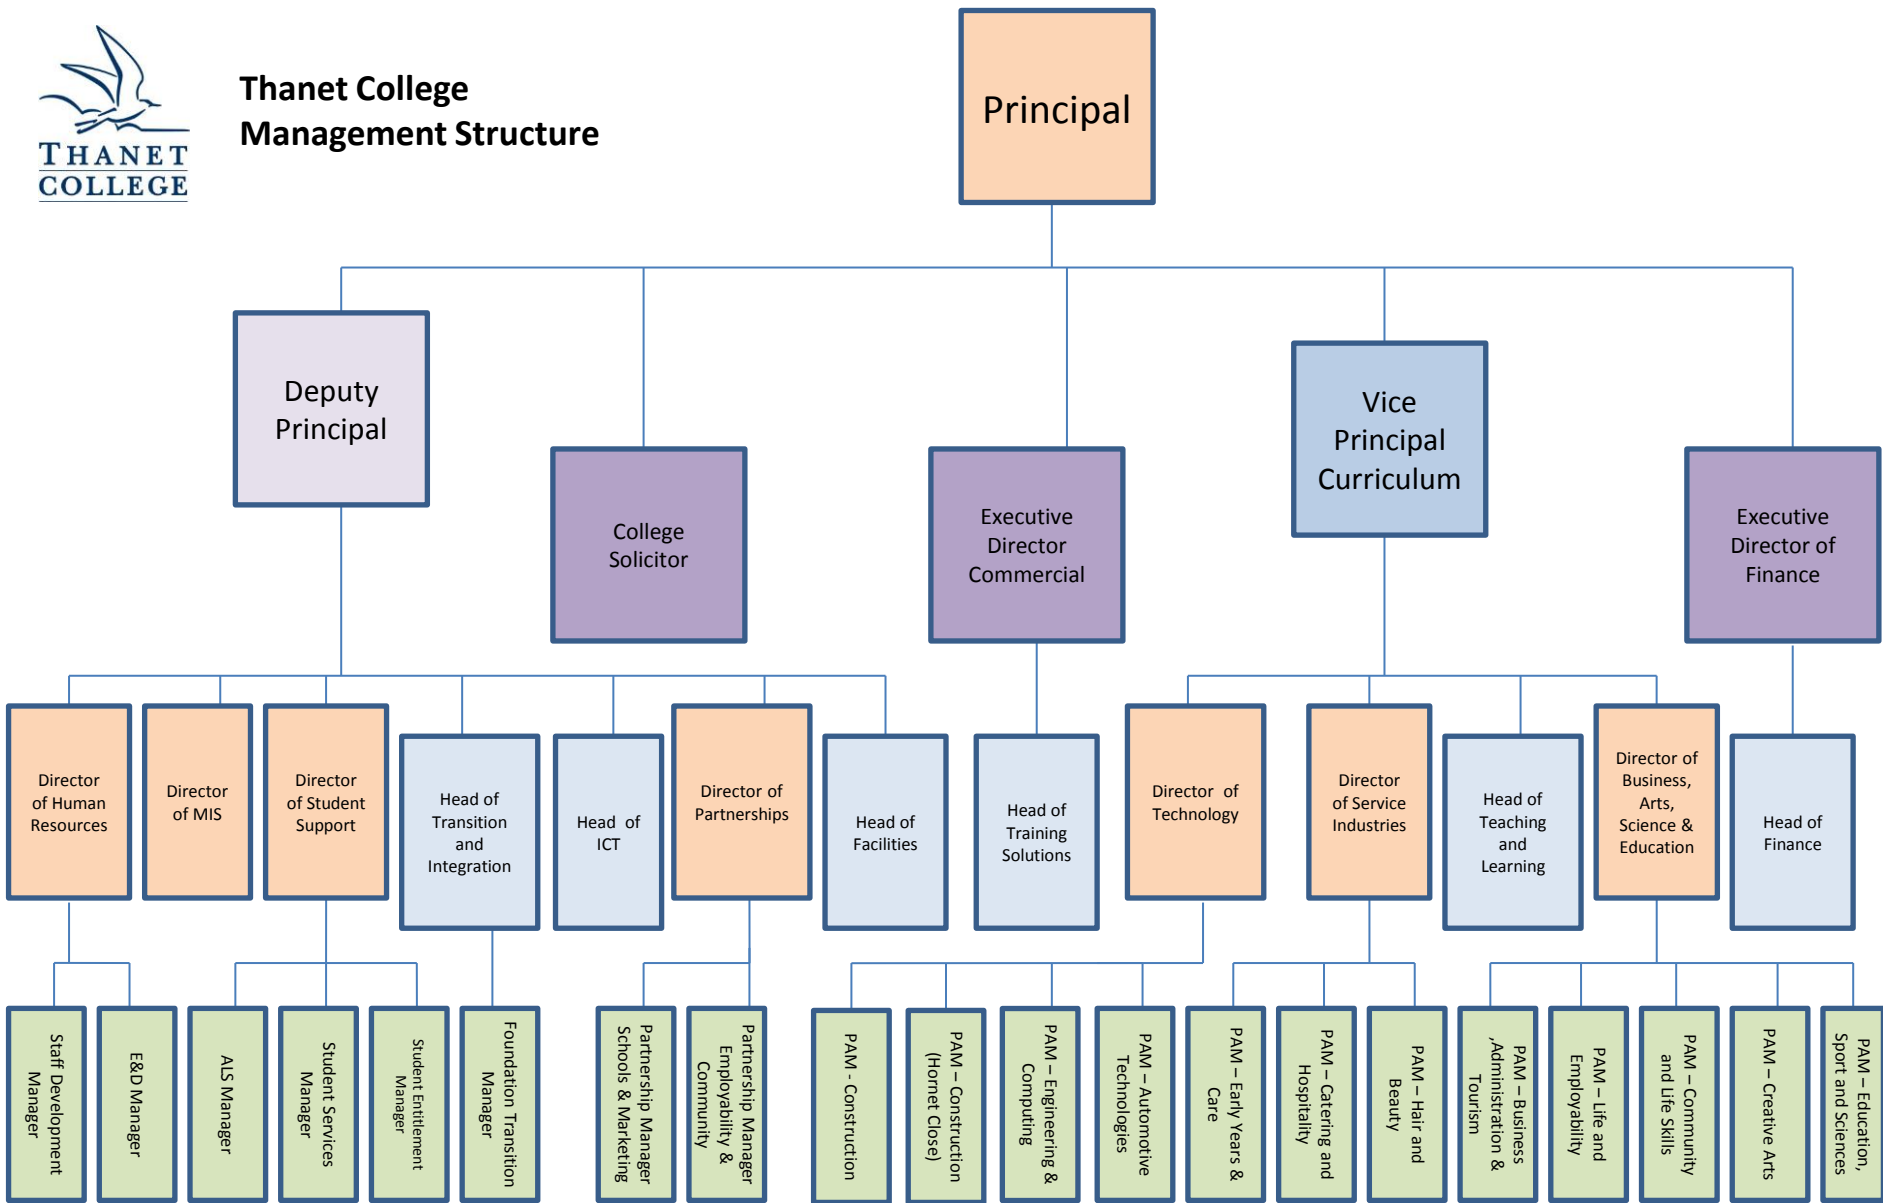 THANET
COLLEGE
Thanet College
Management Structure
Principal
Deputy
Principal
College
Solicitor
Executive
Director
Commercial
Vice
Principal
Curriculum
Executive
Director of
Finance
Director
of Human
Resources
Director
of MIS
Director
of Student
Support
Head of
Transition
and
Integration
Head of
ICT
Director of
Partnerships
Head of
Facilities
Head of
Training
Solutions
Director of
Technology
Director
of Service
Industries
Head of
Teaching
and
Learning
Director of
Business,
Arts,
Science &
Education
Head of
Finance
Staff Development
Manager
E&D Manager
ALS Manager
Student Services
Manager
Student Entitlement
Manager
Foundation Transition
Manager
Partnership Manager
Schools & Marketing
Partnership Manager
Employability &
Community
PAM - Construction
PAM – Construction
(Hornet Close)
PAM – Engineering &
Computing
PAM – Automotive
Technologies
PAM – Early Years &
Care
PAM – Catering and
Hospitality
PAM – Hair and
Beauty
PAM – Business
,Administration &
Tourism
PAM – Life and
Employability
PAM – Community
and Life Skills
PAM – Creative Arts
PAM – Education,
Sport and Sciences